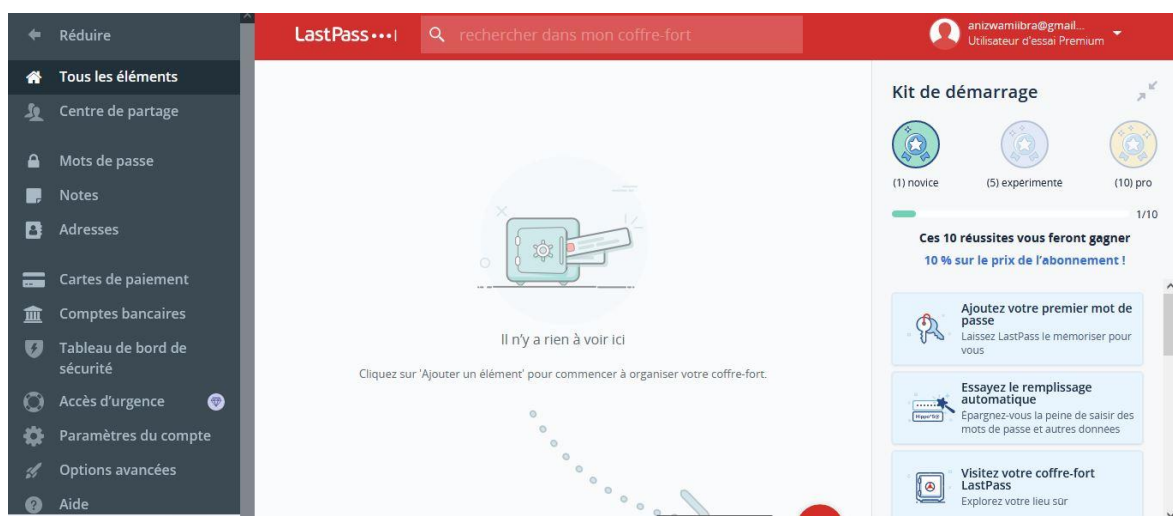 Réduire
Tous les éléments
Centre de partage
Mots de passe
Notes
Adresses
Cartes de paiement
Comptes bancaires
Tableau de bord de
sécurité
Accès d'urgence
Paramètres du compte
Options avancées
Aide
LastPass
rechercher dans mon coffre-fort
anizwamiibra@gmail...
Utilisateur d'essai Premium
Il n'y a rien à voir ici
Cliquez sur 'Ajouter un élément' pour commencer à organiser votre coffre-fort.
Kit de démarrage
(1) novice
(5) expérimenté
(10) pro
1/10
Ces 10 réussites vous feront gagner
10 % sur le prix de l'abonnement !
Ajoutez votre premier mot de
passe
Laissez LastPass le mémoriser pour
vous
Essayez le remplissage
automatique
Épargnez-vous la peine de saisir des
mots de passe et autres données
Visitez votre coffre-fort
LastPass
Explorez votre lieu sûr